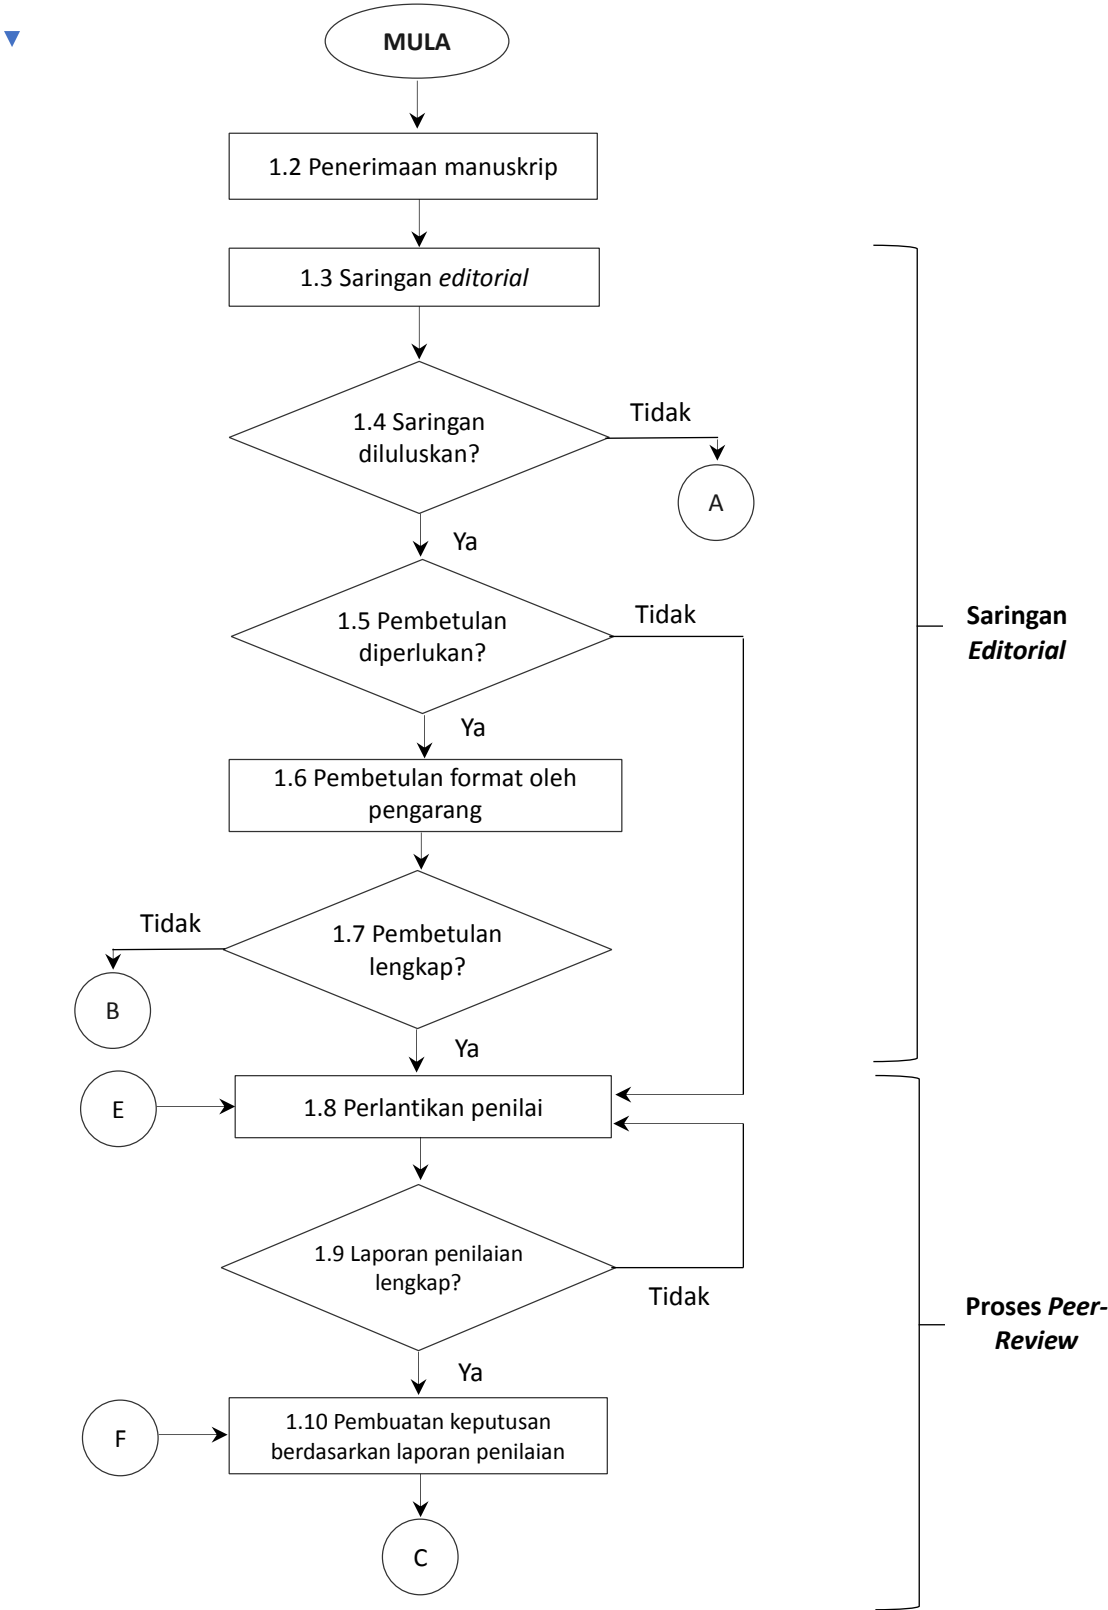 MULA
1.2 Penerimaan manuskrip
1.3 Saringan editorial
1.4 Saringan
diluluskan?
Tidak
A
Ya
1.5 Pembetulan
diperlukan?
Tidak
Saringan
Editorial
Ya
1.6 Pembetulan format oleh
pengarang
Tidak
1.7 Pembetulan
lengkap?
B
Ya
E
1.8 Perlantikan penilai
1.9 Laporan penilaian
lengkap?
Tidak
Proses Peer-
Review
Ya
F
1.10 Pembuatan keputusan
berdasarkan laporan penilaian
C